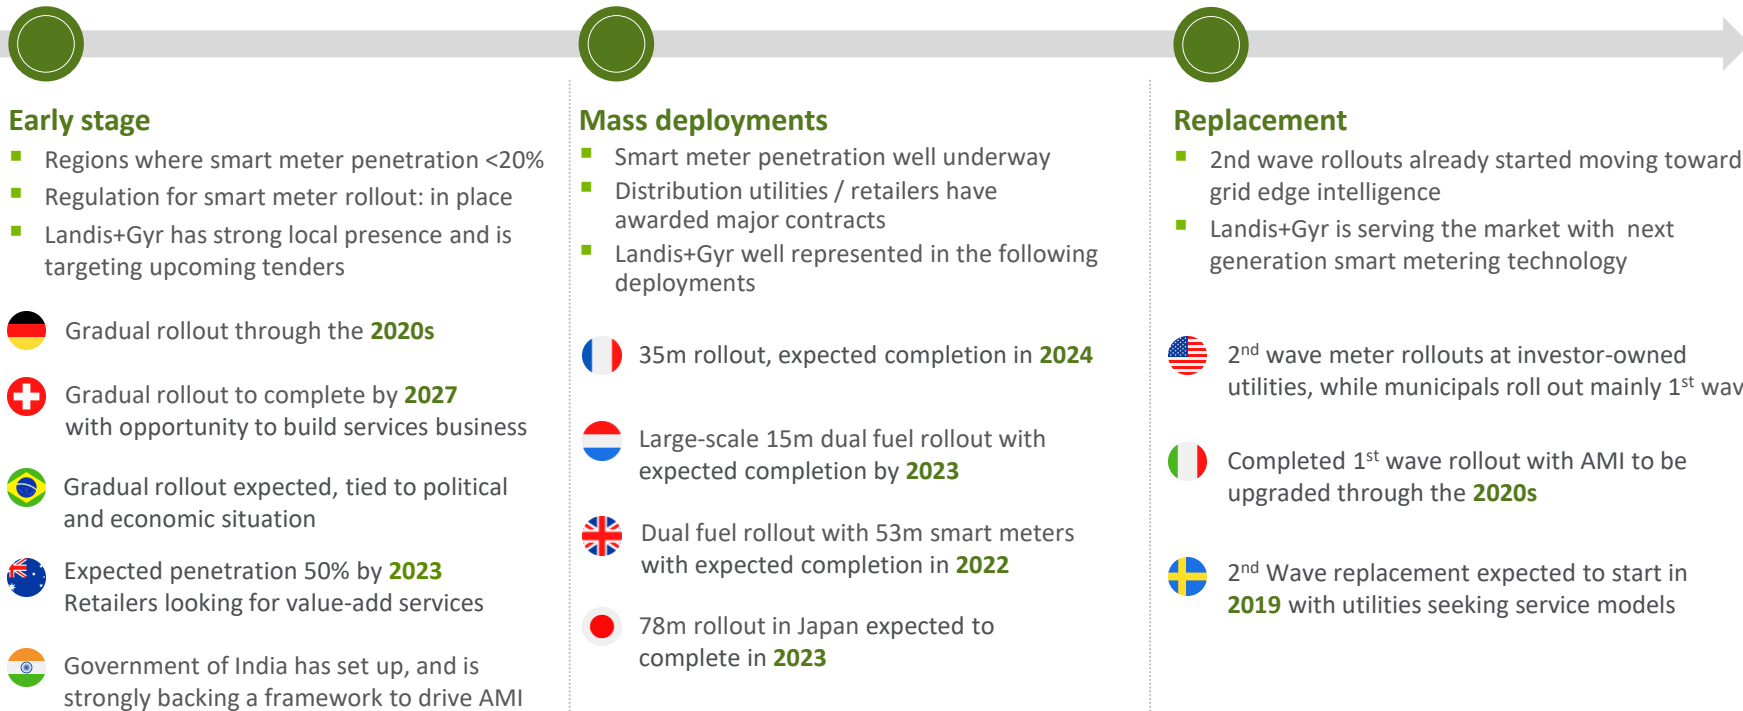 Early stage
Regions where smart meter penetration <20%
Regulation for smart meter rollout: in place
Landis+Gyr has strong local presence and is
targeting upcoming tenders
Gradual rollout through the 2020s
Gradual rollout to complete by 2027
with opportunity to build services business
Gradual rollout expected, tied to political
and economic situation
Expected penetration 50% by 2023
Retailers looking for value-add services
Government of India has set up, and is
strongly backing a framework to drive AMI
Mass deployments
Smart meter penetration well underway
Distribution utilities / retailers have
awarded major contracts
Landis+Gyr well represented in the following
deployments
35m rollout, expected completion in 2024
Large-scale 15m dual fuel rollout with
expected completion by 2023
Dual fuel rollout with 53m smart meters
with expected completion in 2022
78m rollout in Japan expected to
complete in 2023
Replacement
2nd wave rollouts already started moving toward
grid edge intelligence
Landis+Gyr is serving the market with next
generation smart metering technology
2nd wave meter rollouts at investor-owned
utilities, while municipals roll out mainly 1st wav
Completed 1st wave rollout with AMI to be
upgraded through the 2020s
2nd Wave replacement expected to start in
2019 with utilities seeking service models